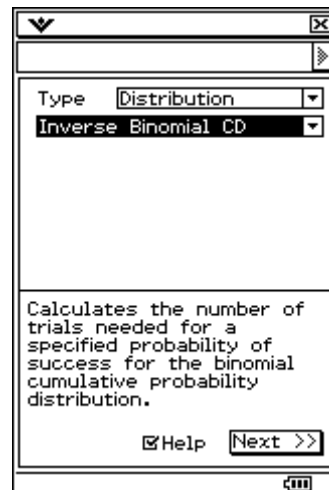 Type Distribution
Inverse Binomial CD
Calculates the number of
trials needed for a
specified probability of
success for the binomial
cumulative probability
distribution.
Help Next >>